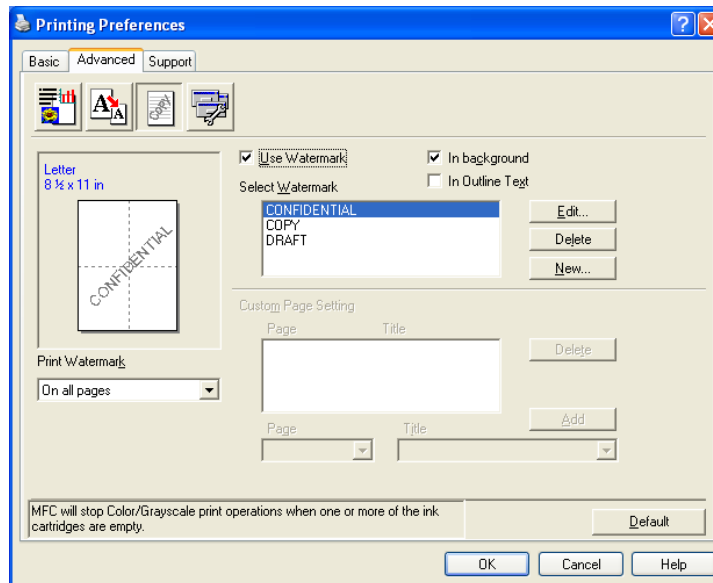 Printing Preferences
Basic Advanced Support
COPY
Letter
8 ½ x 11 in
CONFIDENTIAL
Print Watermark
On all pages
Use Watermark
In background
In Outline Text
Select Watermark
CONFIDENTIAL
COPY
DRAFT
Edit...
Delete
New...
Custom Page Setting
Page Title
Delete
Add
Page Title
MFC will stop Color/Grayscale print operations when one or more of the ink
cartridges are empty.
Default
OK Cancel Help